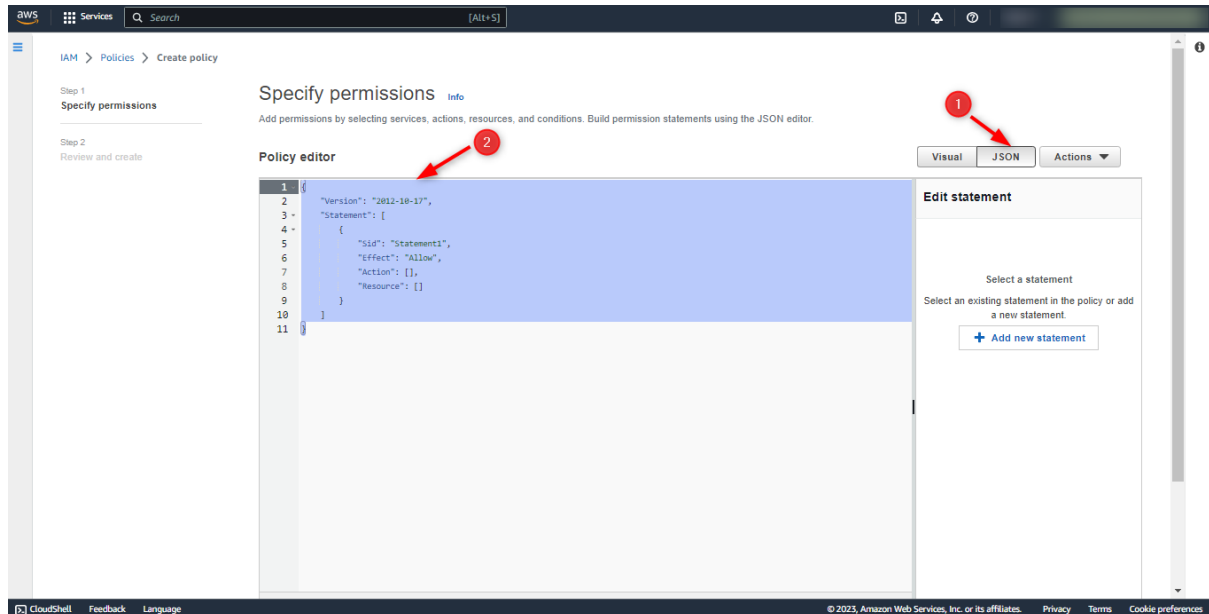 aws Services Search [Alt+S]
IAM > Policies > Create policy
Step 1
Specify permissions
Step 2
Review and create
Specify permissions Info
Add permissions by selecting services, actions, resources, and conditions. Build permission statements using the JSON editor.
1
2
Policy editor
Visual JSON Actions
1 {
2 "Version": "2012-10-17",
3 "Statement": [
4 {
5 "Sid": "Statement1",
6 "Effect": "Allow",
7 "Action": [],
8 "Resource": []
9 }
10 ]
11 }
Edit statement
Select a statement
Select an existing statement in the policy or add
a new statement.
+ Add new statement
CloudShell Feedback Language © 2023, Amazon Web Services, Inc. or its affiliates. Privacy Terms Cookie preferences